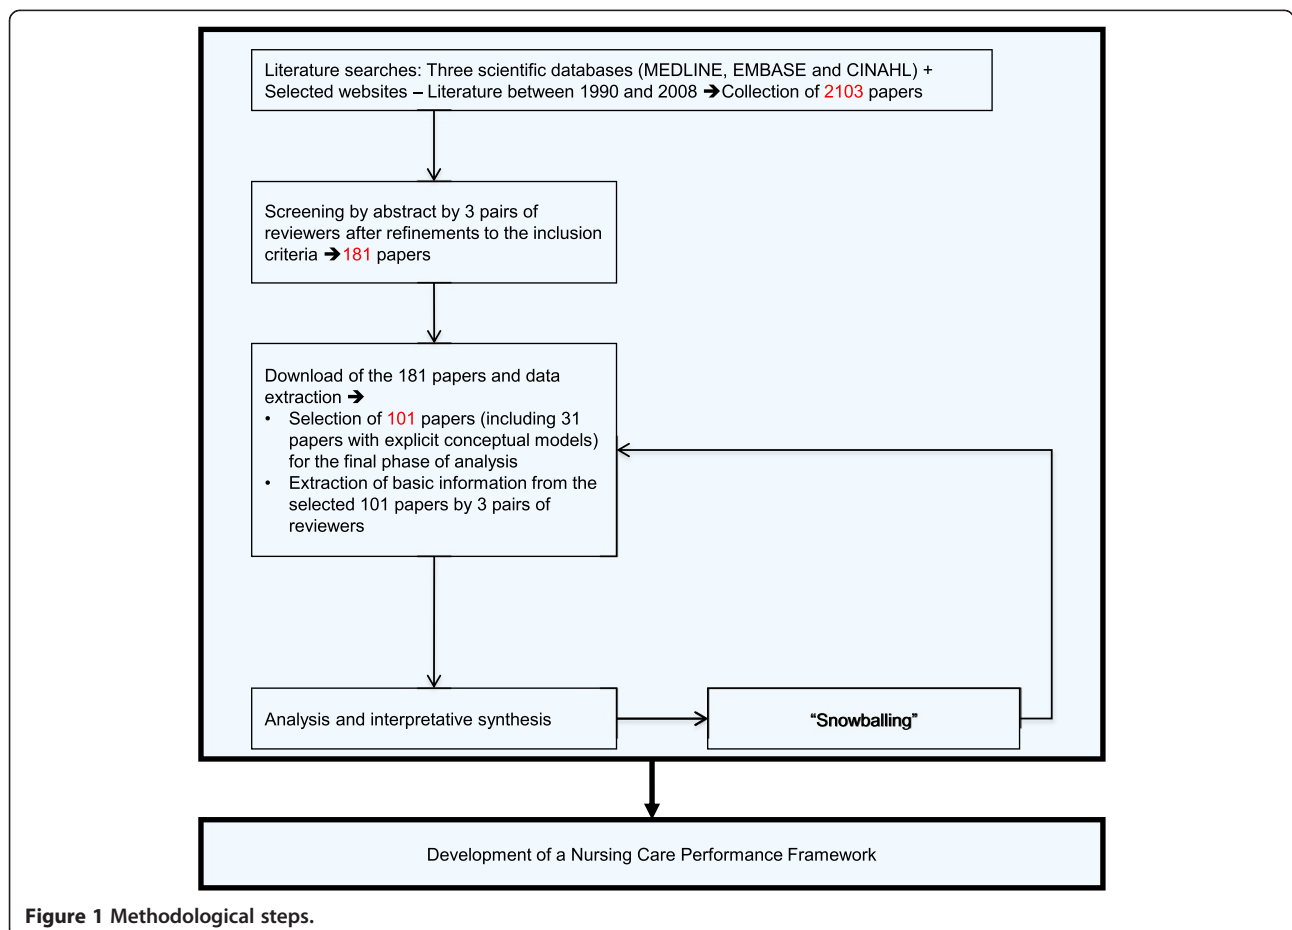 Literature searches: Three scientific databases (MEDLINE, EMBASE and CINAHL) +
Selected websites – Literature between 1990 and 2008 ➔Collection of 2103 papers
Screening by abstract by 3 pairs of
reviewers after refinements to the inclusion
criteria ➔181 papers
Download of the 181 papers and data
extraction ➔
• Selection of 101 papers (including 31
papers with explicit conceptual models)
for the final phase of analysis
• Extraction of basic information from the
selected 101 papers by 3 pairs of
reviewers
Analysis and interpretative synthesis
“Snowballing”
Development of a Nursing Care Performance Framework
Figure 1 Methodological steps.